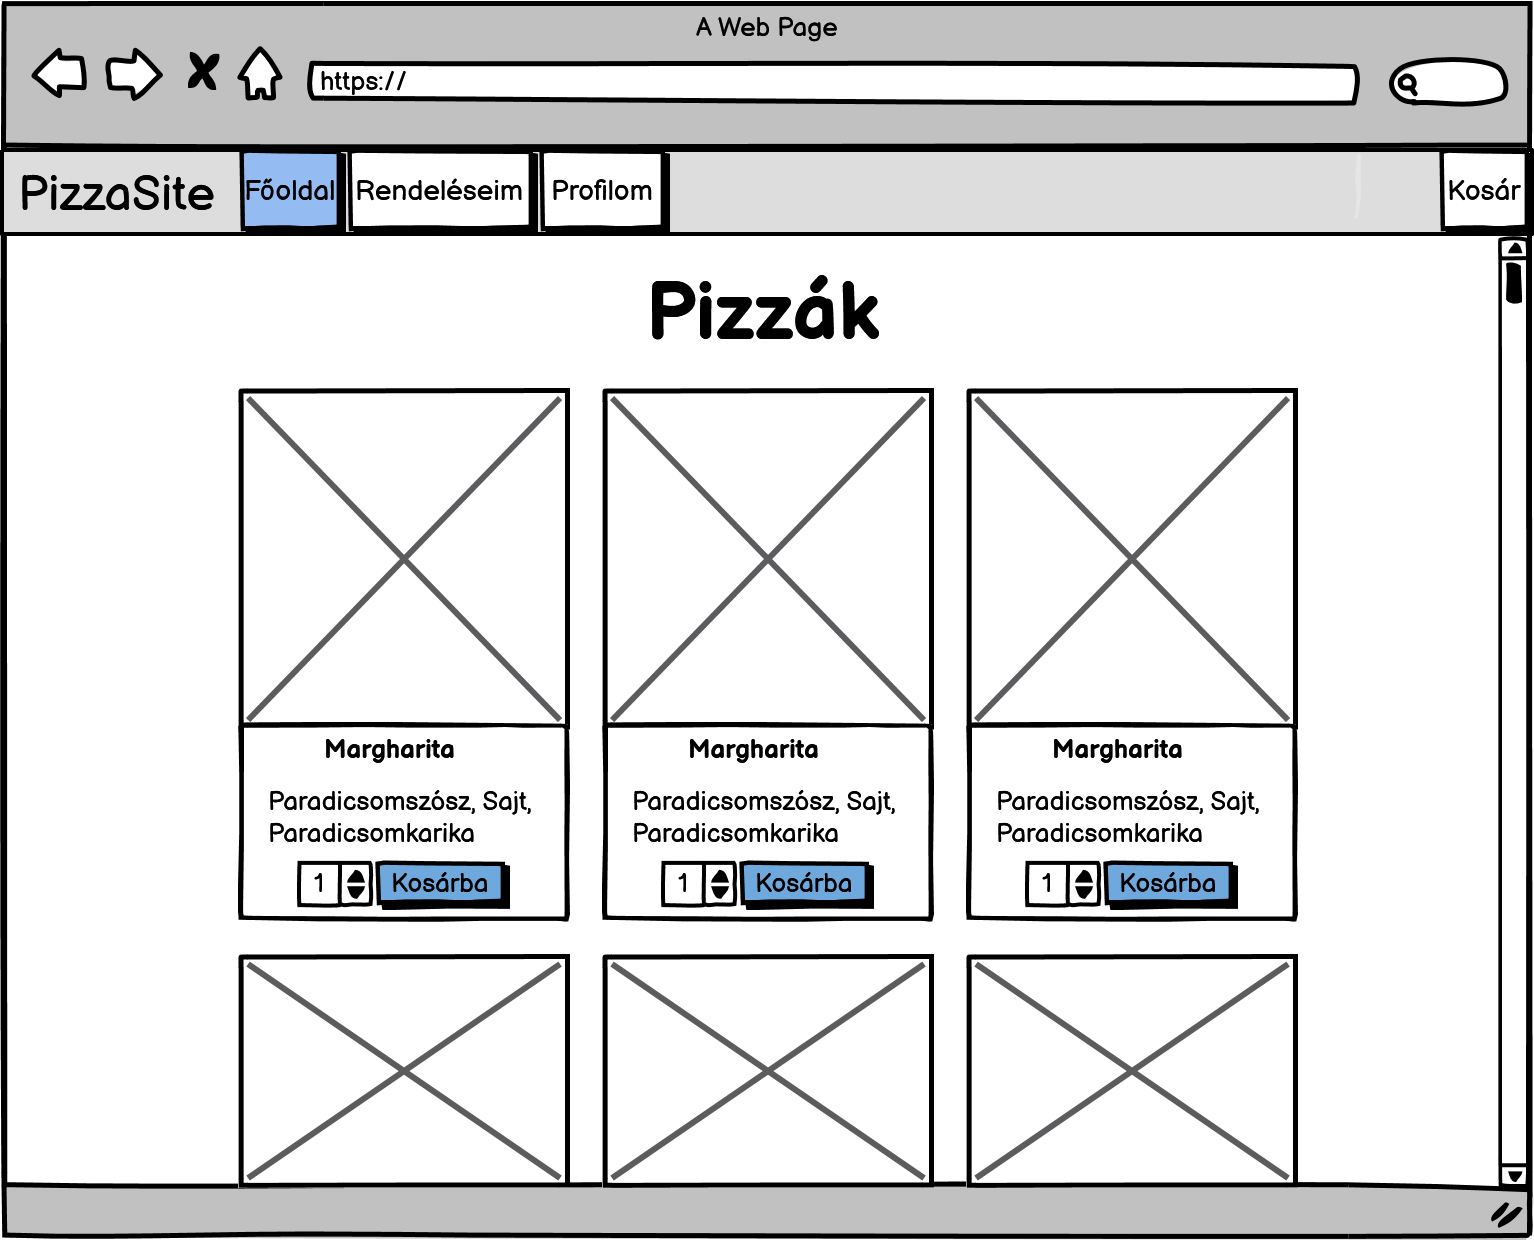 A Web Page
https://
PizzaSite Főoldal Rendeléseim Profilom Kosár
Pizzák
Margharita Margharita Margharita
Paradicsomszósz, Sajt, Paradicsomszósz, Sajt, Paradicsomszósz, Sajt,
Paradicsomkarika Paradicsomkarika Paradicsomkarika
1 Kosárba 1 Kosárba 1 Kosárba